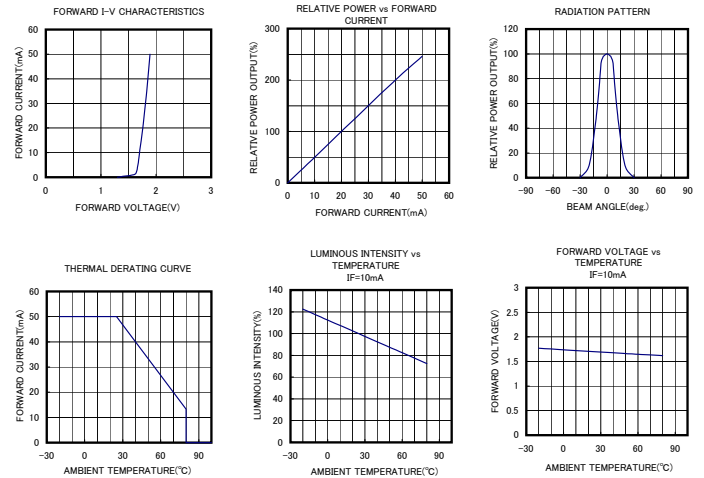 FORWARD I-V CHARACTERISTICS
60
50
40
30
20
10
0
FORWARD CURRENT(mA)
0 1 2 3
FORWARD VOLTAGE(V)
RELATIVE POWER vs FORWARD
CURRENT
300
200
100
0
RELATIVE POWER OUTPUT(%)
0 10 20 30 40 50 60
FORWARD CURRENT(mA)
RADIATION PATTERN
120
100
80
60
40
20
0
RELATIVE POWER OUTPUT(%)
-90 -60 -30 0 30 60 90
BEAM ANGLE(deg.)
THERMAL DERATING CURVE
60
50
40
30
20
10
0
FORWARD CURRENT(mA)
-30 0 30 60 90
AMBIENT TEMPERATURE(℃)
LUMINOUS INTENSITY vs
TEMPERATURE
IF=10mA
140
120
100
80
60
40
20
0
LUMINOUS INTENSITY(%)
-30 0 30 60 90
AMBIENT TEMPERATURE(℃)
FORWARD VOLTAGE vs
TEMPERATURE
IF=10mA
3
2.5
2
1.5
1
0.5
0
FORWARD VOLTAGE(V)
-30 0 30 60 90
AMBIENT TEMPERATURE(℃)